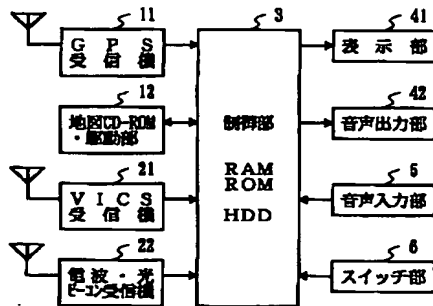 11
GPS
受信機
12
地図CD-ROM
・駆動部
21
VICS
受信機
22
電波・光
ビーコン受信機
3
制御部
RAM
ROM
HDD
41
表示部
42
音声出力部
5
音声入力部
6
スイッチ部